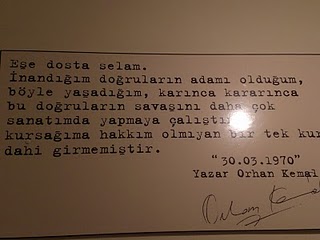 Eşe dosta selam.
İnandığım doğruların adamı olduğum,
böyle yaşadığım, karınca kararınca
bu doğruların savaşını daha çok
sanatımda yapmaya çalıştı
kursağıma hakkım olmıyan bir tek kur
dahi girmemiştir.
"30.03.1970"
Yazar Orhan Kemal